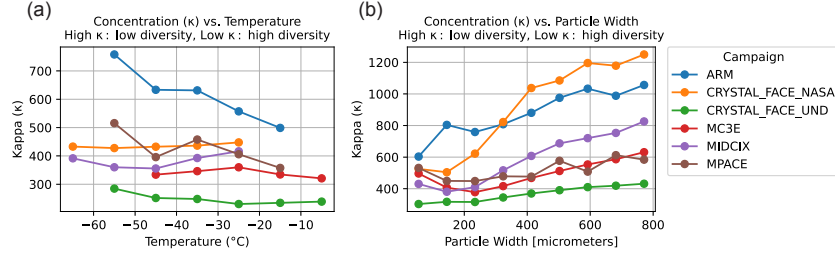 (a)
Concentration (κ) vs. Temperature
High κ: low diversity, Low κ: high diversity
Kappa (κ)
700
600
500
400
300
−60
−50
−40
−30
−20
−10
Temperature (°C)
(b)
Concentration (κ) vs. Particle Width
High κ: low diversity, Low κ: high diversity
Kappa (κ)
1200
1000
800
600
400
0
200
400
600
800
Particle Width [micrometers]
Campaign
ARM
CRYSTAL_FACE_NASA
CRYSTAL_FACE_UND
MC3E
MIDCIX
MPACE